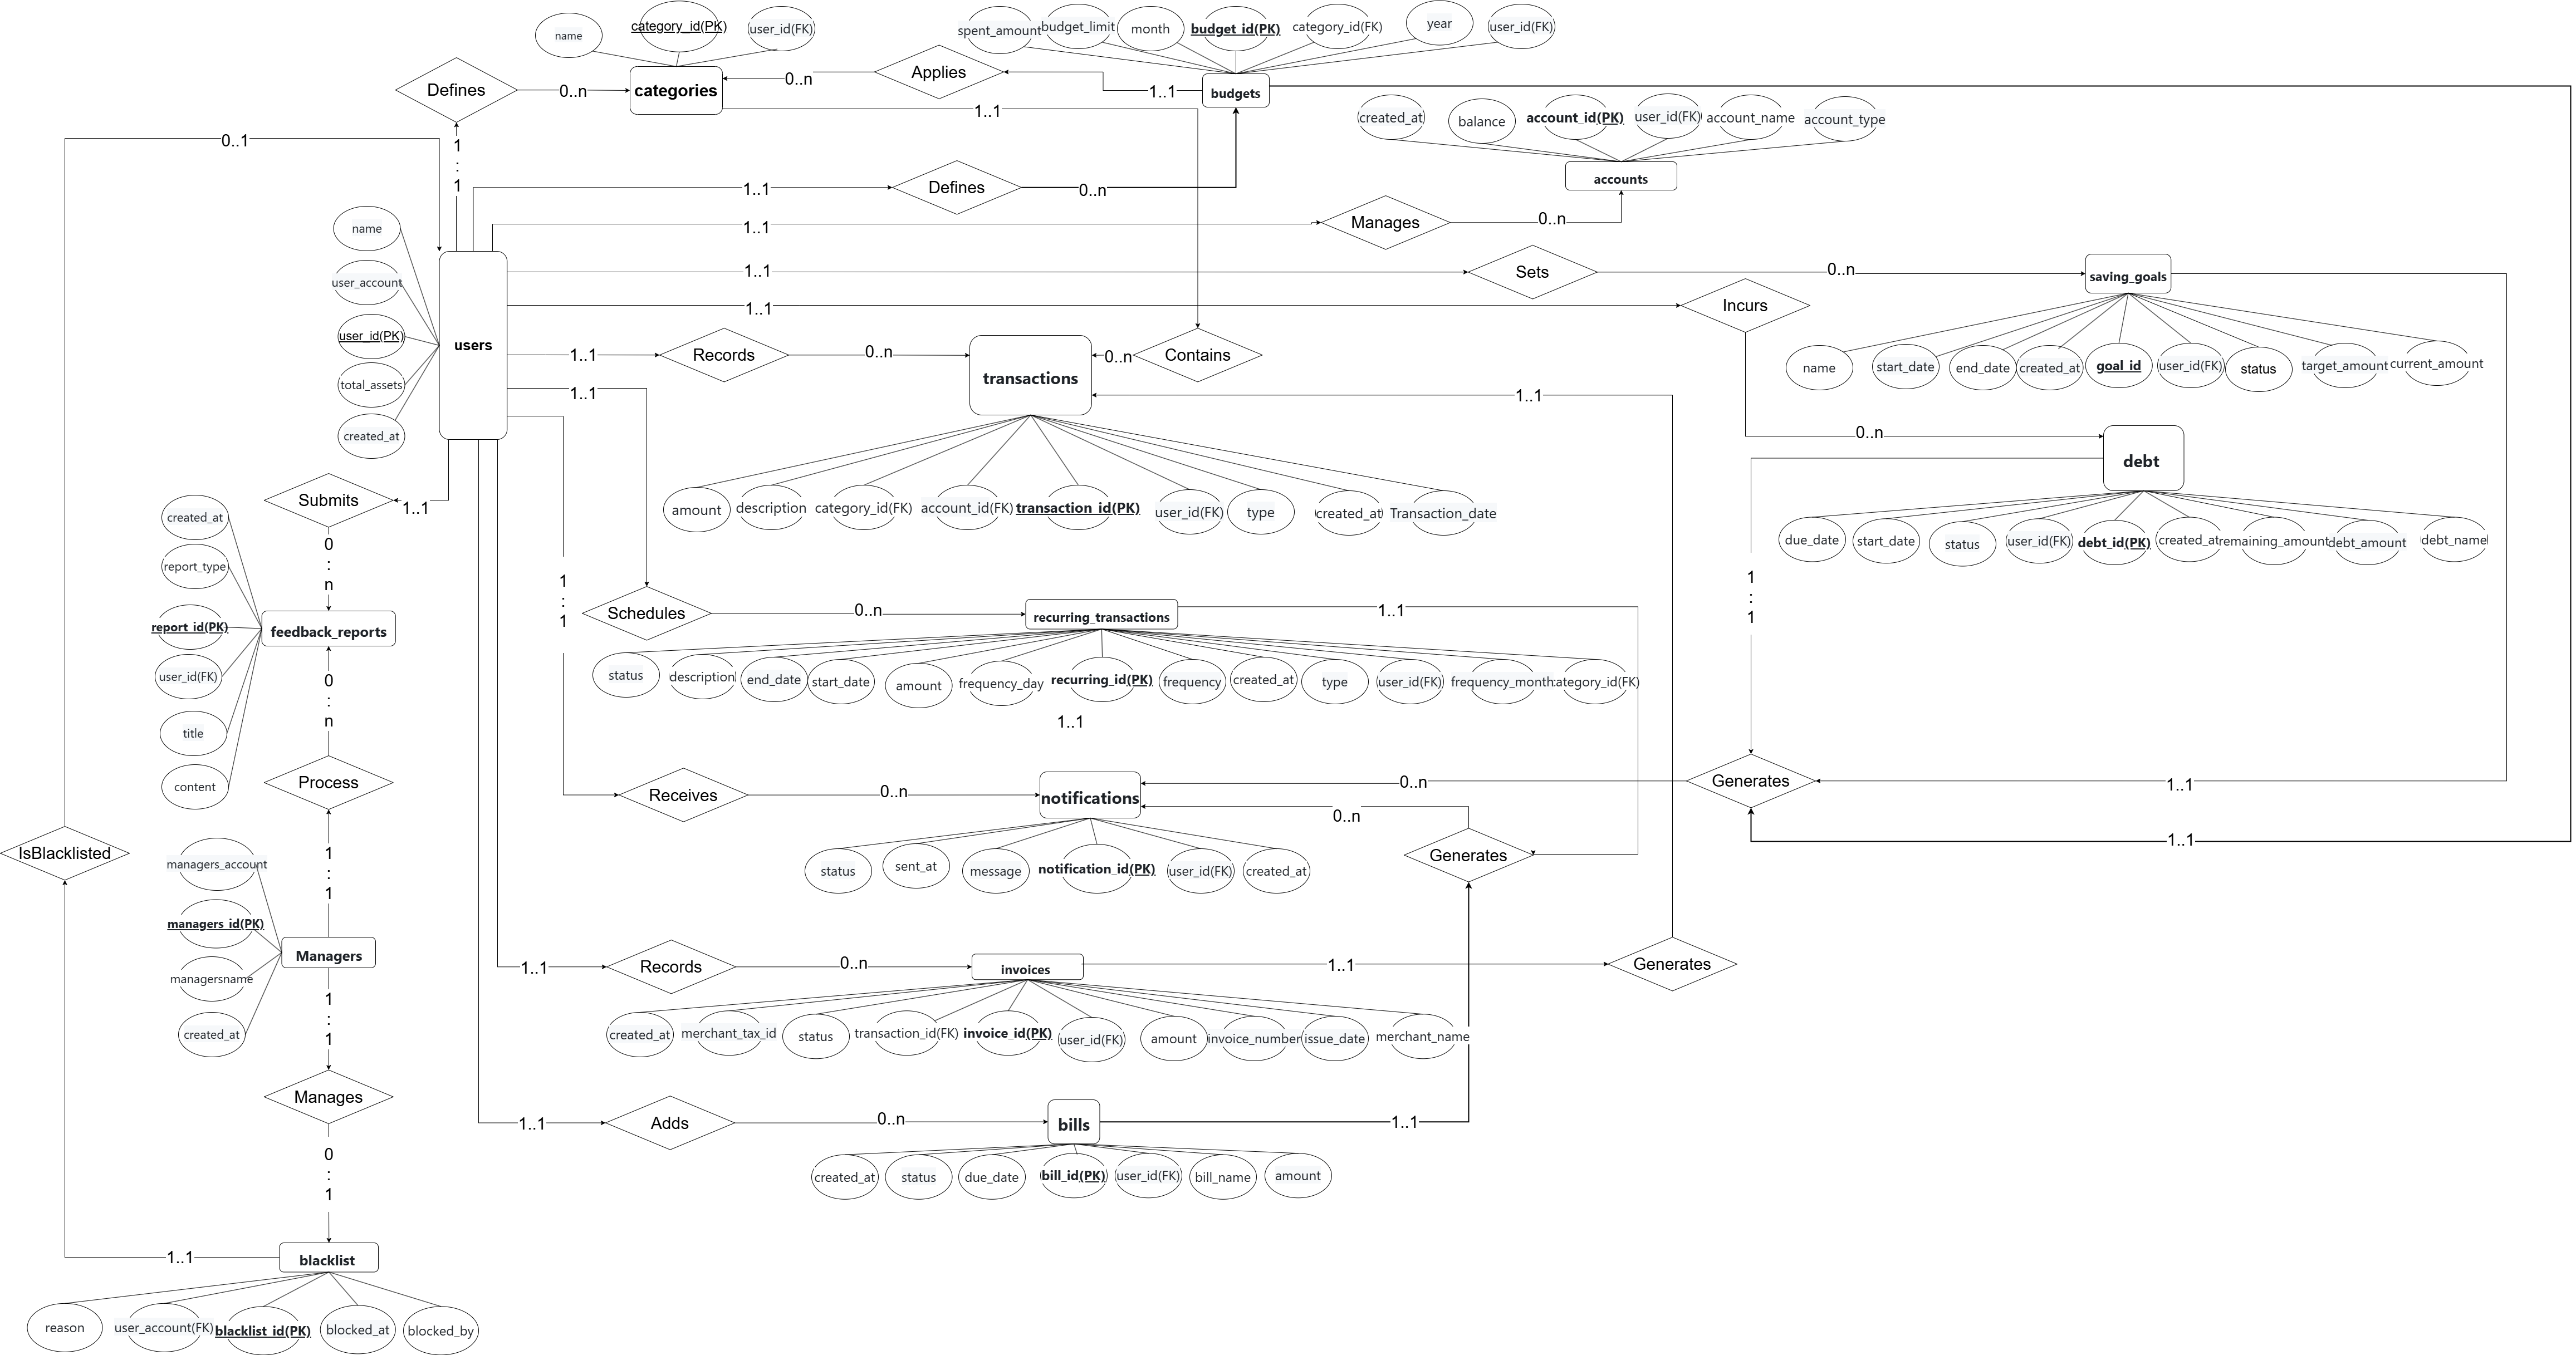 name
category_id(PK)
user_id(FK)
spent_amount
budget_limit
month
budget_id(PK)
category_id(FK)
year
user_id(FK)
Defines
0..n
categories
0..n
Applies
1..1
budgets
1..1
created_at
balance
account_id(PK)
user_id(FK)
account_name
account_type
0..1
1
:
1
1..1
Defines
0..n
accounts
1..1
Manages
0..n
name
user_account
user_id(PK)
total_assets
created_at
users
1..1
Sets
0..n
saving_goals
1..1
Incurs
1..1
Records
0..n
transactions
0..n
Contains
name
start_date
end_date
created_at
goal_id
user_id(FK)
status
target_amount
current_amount
1..1
1..1
0..n
debt
amount
description
category_id(FK)
account_id(FK)
transaction_id(PK)
user_id(FK)
type
created_at
Transaction_date
due_date
start_date
status
user_id(FK)
debt_id(PK)
created_at
remaining_amount
debt_amount
debt_name
Submits
1..1
0
:
n
created_at
report_type
report_id(PK)
user_id(FK)
title
content
feedback_reports
1
:
1
1
:
1
Schedules
0..n
recurring_transactions
1..1
status
description
end_date
start_date
amount
frequency_day
recurring_id(PK)
frequency
created_at
type
user_id(FK)
frequency_month
category_id(FK)
1..1
0
:
n
Process
Receives
0..n
notifications
0..n
Generates
1..1
0..n
1..1
IsBlacklisted
1
:
1
managers_account
managers_id(PK)
managersname
created_at
Managers
status
sent_at
message
notification_id(PK)
user_id(FK)
created_at
Generates
1..1
Records
0..n
invoices
1..1
Generates
1
:
1
created_at
merchant_tax_id
status
transaction_id(FK)
invoice_id(PK)
user_id(FK)
amount
invoice_number
issue_date
merchant_name
Manages
1..1
Adds
0..n
bills
1..1
0
:
1
created_at
status
due_date
bill_id(PK)
user_id(FK)
bill_name
amount
1..1
blacklist
reason
user_account(FK)
blacklist_id(PK)
blocked_at
blocked_by